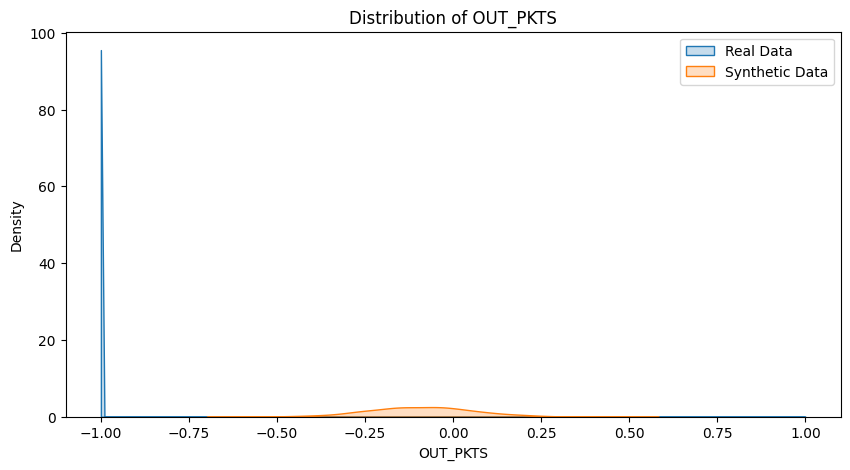 Distribution of OUT_PKTS
Real Data
Synthetic Data
Density
100
80
60
40
20
0
−1.00 −0.75 −0.50 −0.25 0.00 0.25 0.50 0.75 1.00
OUT_PKTS